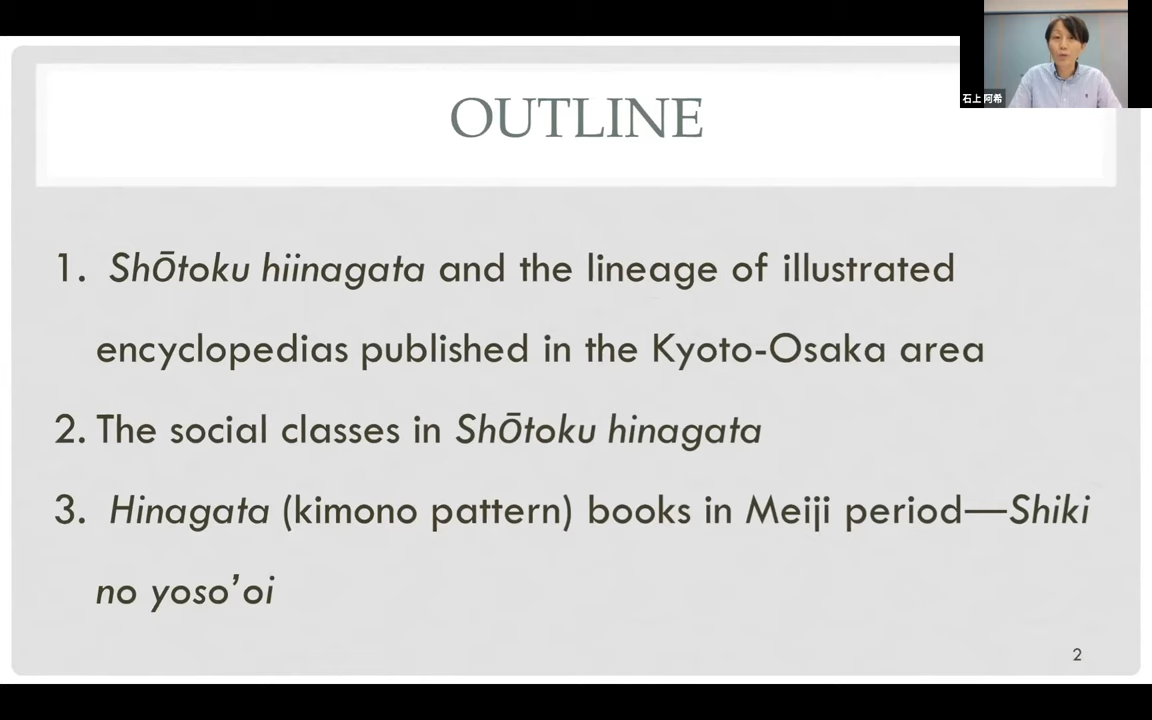 石上 阿希
OUTLINE
1. Shōtoku hiinagata and the lineage of illustrated
encyclopedias published in the Kyoto-Osaka area
2. The social classes in Shōtoku hinagata
3. Hinagata (kimono pattern) books in Meiji period—Shiki
no yoso’oi
2